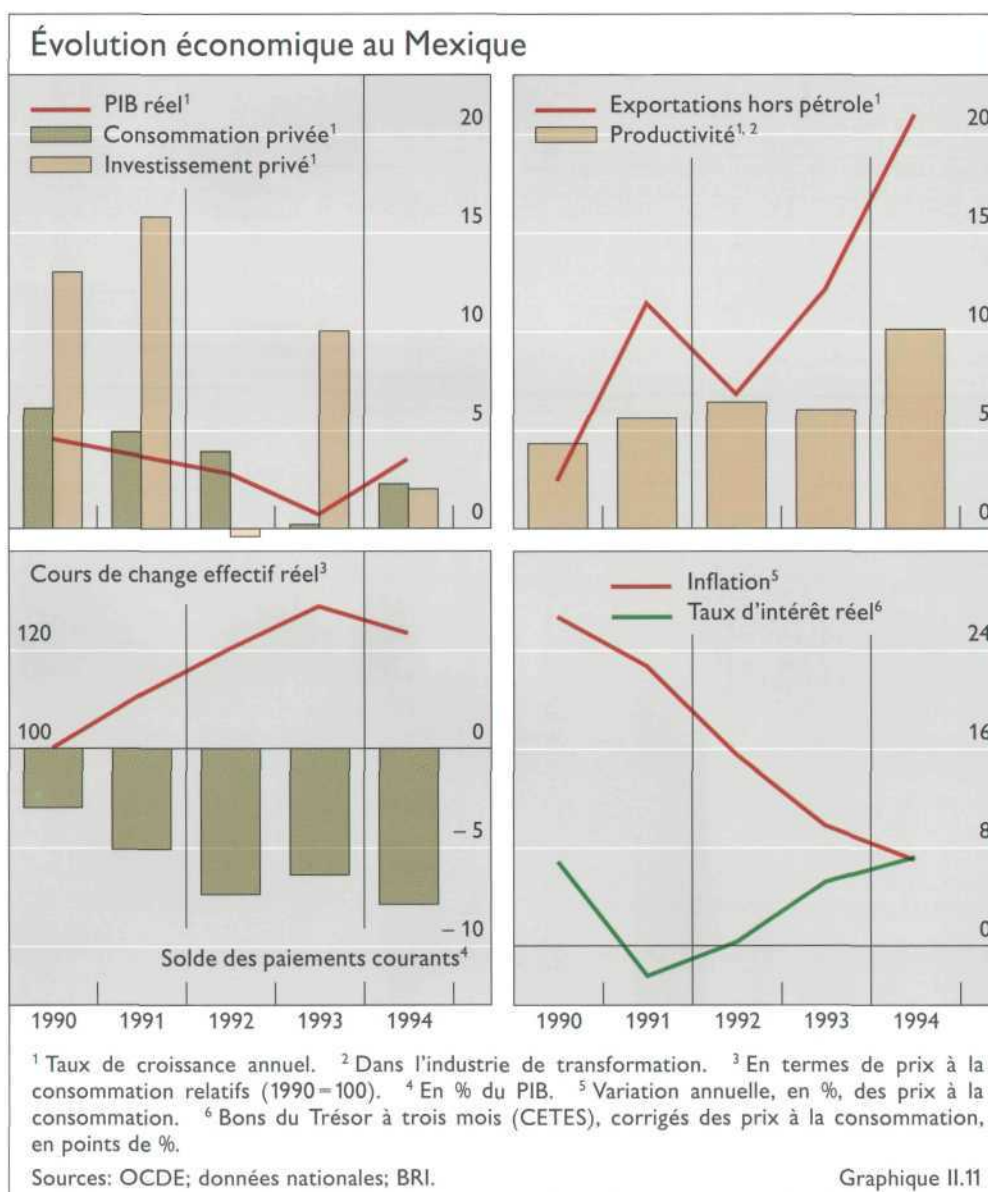 Évolution économique au Mexique
PIB réel¹
Consommation privée¹
Investissement privé¹
20
15
10
5
0
Exportations hors pétrole¹
Productivité¹,²
20
15
10
5
0
Cours de change effectif réel³
120
100
0
– 5
– 10
Solde des paiements courants⁴
Inflation⁵
Taux d'intérêt réel⁶
24
16
8
0
1990 1991 1992 1993 1994
1990 1991 1992 1993 1994
¹ Taux de croissance annuel. ² Dans l'industrie de transformation. ³ En termes de prix à la
consommation relatifs (1990 = 100). ⁴ En % du PIB. ⁵ Variation annuelle, en %, des prix à la
consommation. ⁶ Bons du Trésor à trois mois (CETES), corrigés des prix à la consommation,
en points de %.
Sources: OCDE; données nationales; BRI.
Graphique II.11